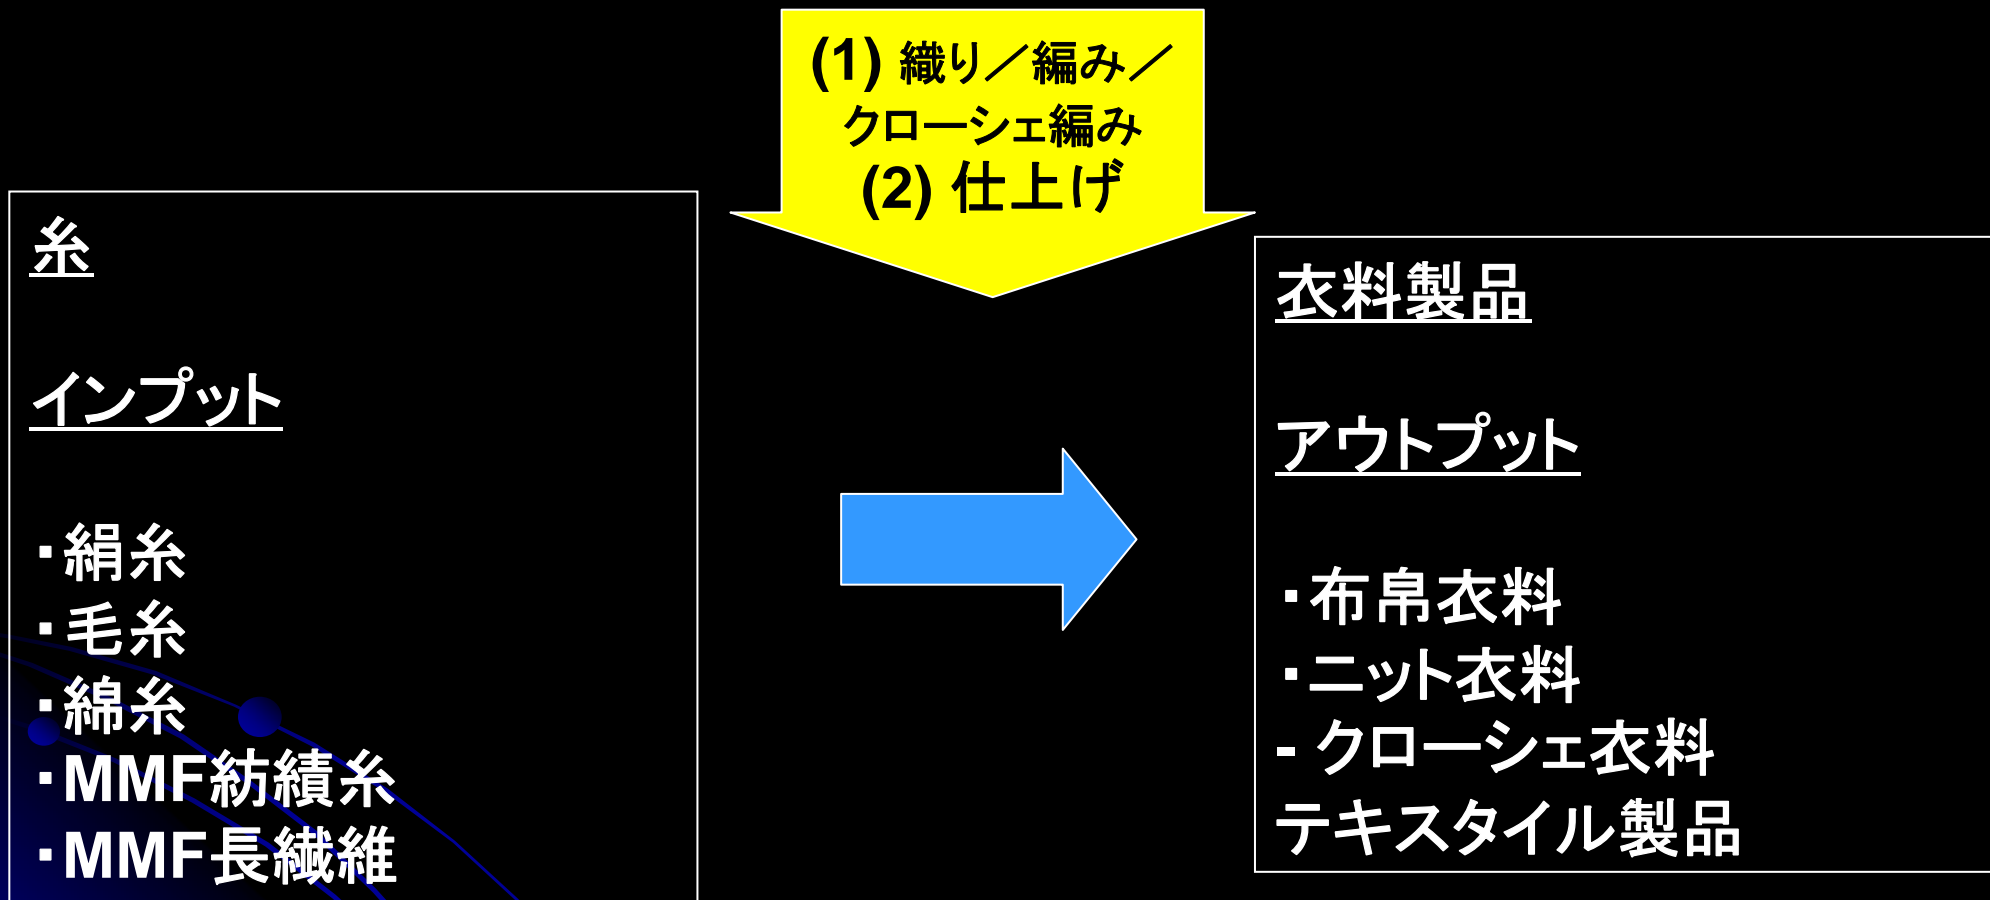 (1) 織り／編み／
クローシェ編み
(2) 仕上げ
糸
インプット
･絹糸
･毛糸
･綿糸
･MMF紡績糸
･MMF長繊維
衣料製品
アウトプット
･布帛衣料
･ニット衣料
- クローシェ衣料
テキスタイル製品